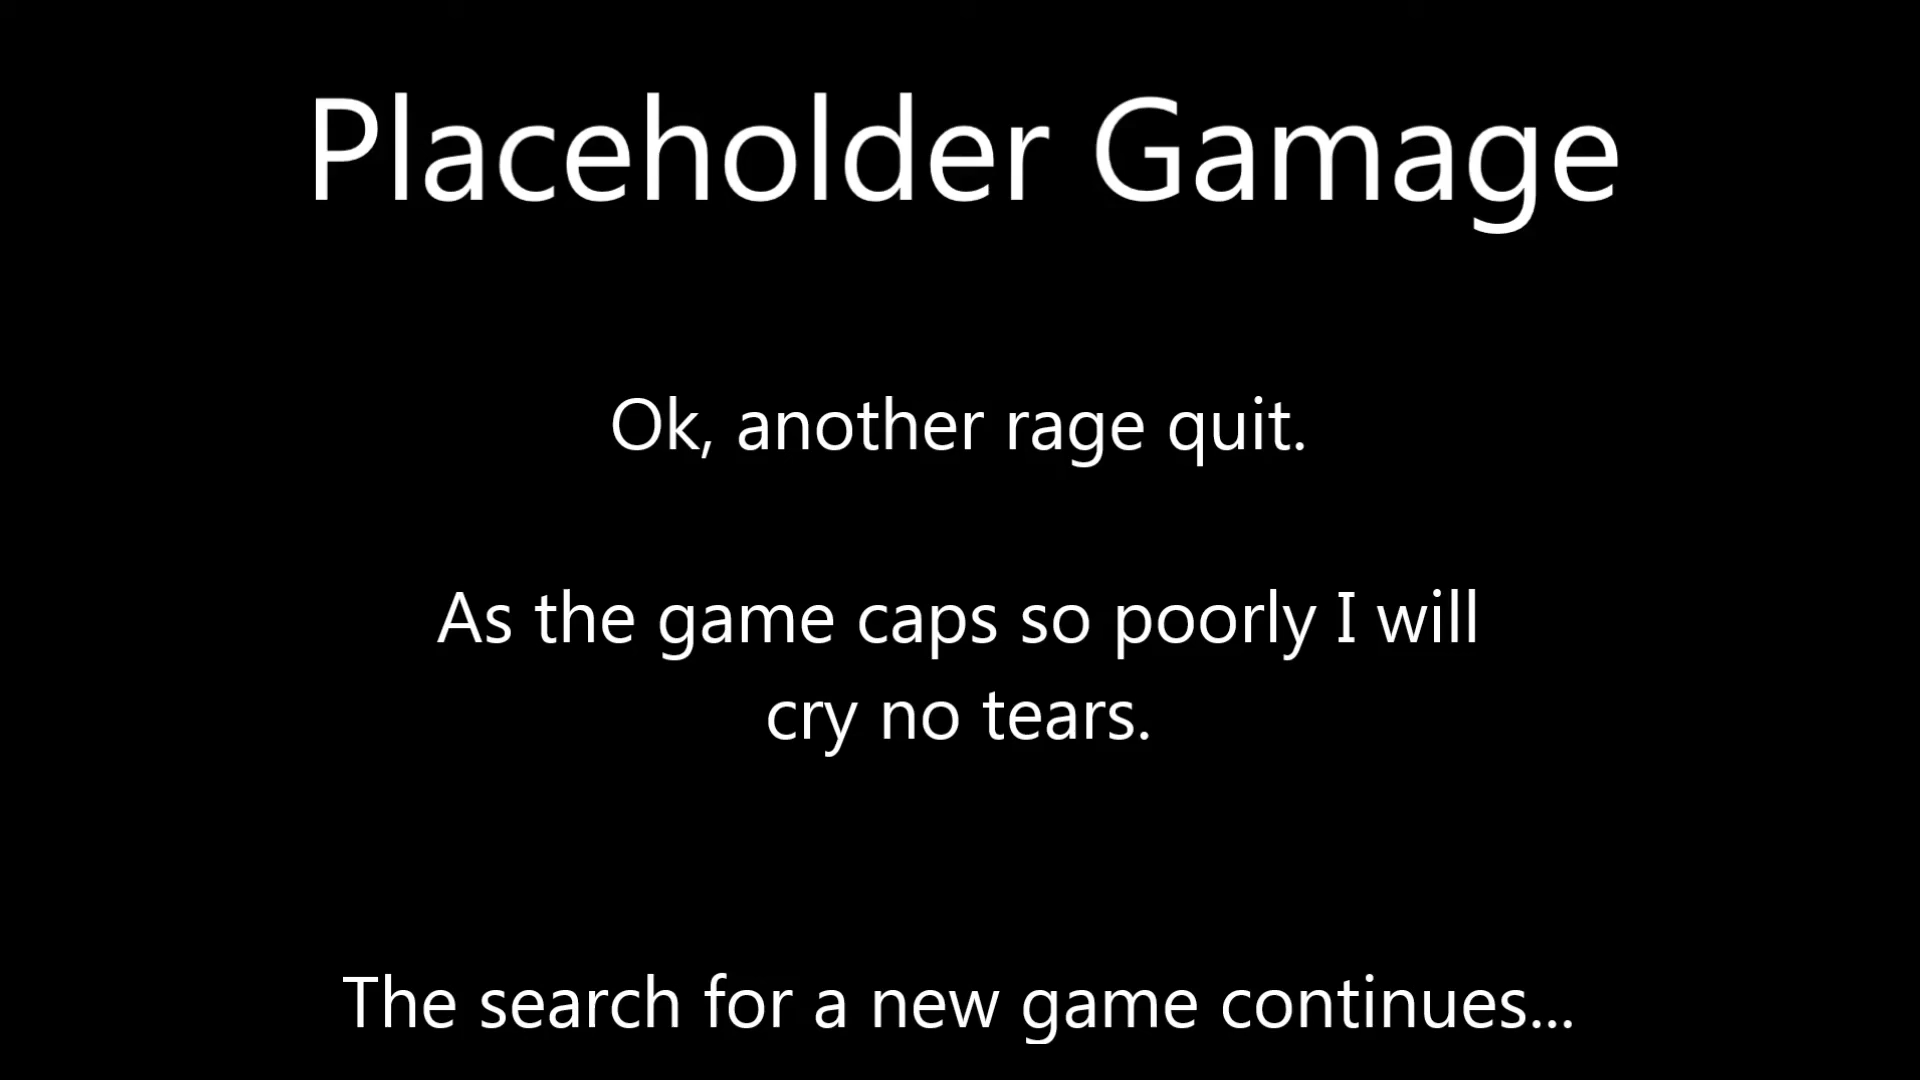 Placeholder Gamage
Ok, another rage quit.
As the game caps so poorly I will
cry no tears.
The search for a new game continues...